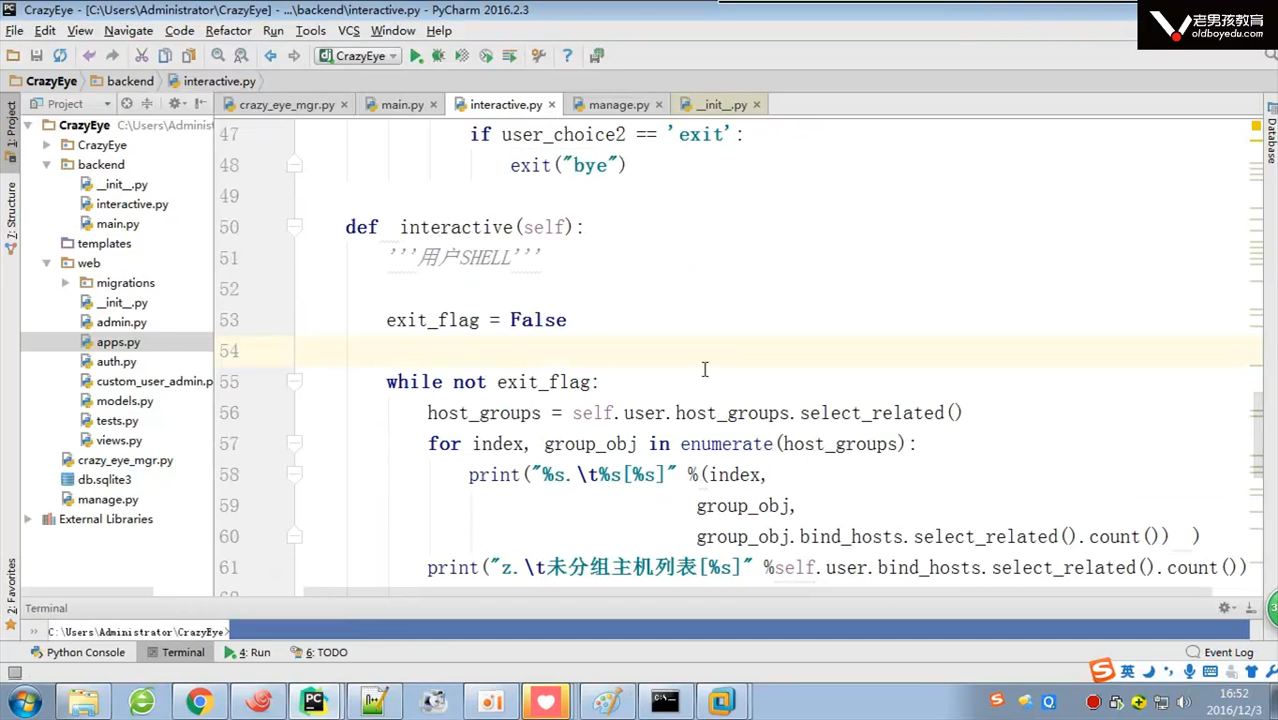 CrazyEye - [C:\Users\Administrator\CrazyEye] - ...\backend\interactive.py - PyCharm 2016.2.3
老男孩教育
oldboyedu.com
File Edit View Navigate Code Refactor Run Tools VCS Window Help
CrazyEye
CrazyEye backend interactive.py
Project
crazy_eye_mgr.py main.py interactive.py manage.py __init__.py
1: Project
7: Structure
2: Favorites
Database
CrazyEye C:\Users\Adminis
CrazyEye
backend
__init__.py
interactive.py
main.py
templates
web
migrations
__init__.py
admin.py
apps.py
auth.py
custom_user_admin.p
models.py
tests.py
views.py
crazy_eye_mgr.py
db.sqlite3
manage.py
External Libraries
47 if user_choice2 == 'exit':
48 exit("bye")
49
50 def interactive(self):
51 '''用户SHELL'''
52
53 exit_flag = False
54
55 while not exit_flag:
56 host_groups = self.user.host_groups.select_related()
57 for index, group_obj in enumerate(host_groups):
58 print("%s.\t%s[%s]" %(index,
59 group_obj,
60 group_obj.bind_hosts.select_related().count()) )
61 print("z.\t未分组主机列表[%s]" %self.user.bind_hosts.select_related().count())
Terminal
C:\Users\Administrator\CrazyEye>
Python Console Terminal 4: Run 6: TODO Event Log
英
16:52
2016/12/3